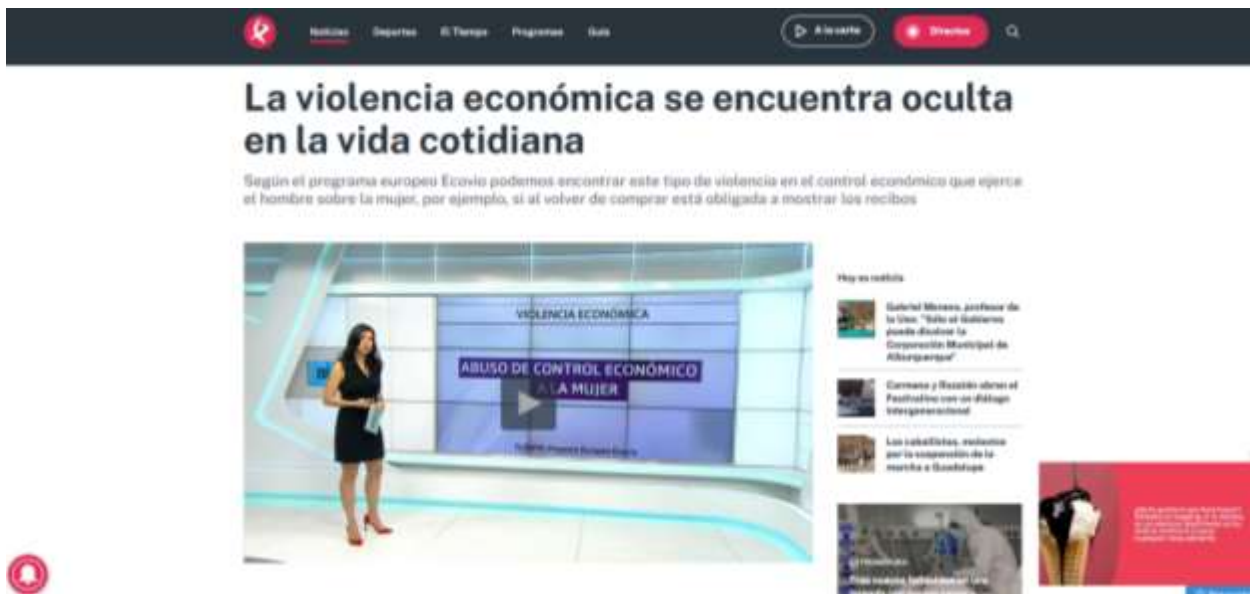 Noticias Deportes El Tiempo Programas Guía
A la carta
Directo
La violencia económica se encuentra oculta
en la vida cotidiana
Según el programa europeo Ecovio podemos encontrar este tipo de violencia en el control económico que ejerce
el hombre sobre la mujer, por ejemplo, si al volver de comprar está obligada a mostrar los recibos
VIOLENCIA ECONÓMICA
ABUSO DE CONTROL ECONÓMICO
A LA MUJER
Hoy es noticia
Gabriel Moreno, profesor de
la Uex: "Sólo el Gobierno
puede disolver la
Corporación Municipal de
Alburquerque"
Carmona y Rozalén abren el
Festivalino con un diálogo
intergeneracional
Los caballistas, molestos
por la suspensión de la
marcha a Guadalupe